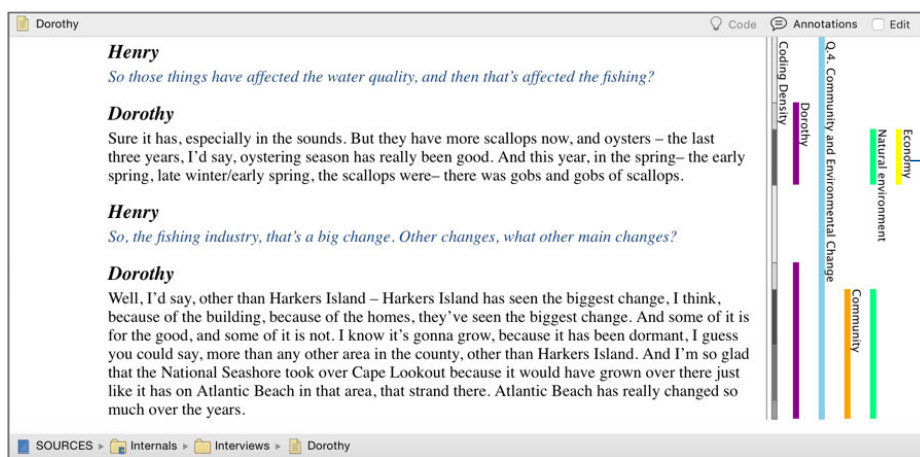 Dorothy
Code
Annotations
Edit
Henry
So those things have affected the water quality, and then that's affected the fishing?
Dorothy
Sure it has, especially in the sounds. But they have more scallops now, and oysters – the last
three years, I'd say, oystering season has really been good. And this year, in the spring– the early
spring, late winter/early spring, the scallops were– there was gobs and gobs of scallops.
Henry
So, the fishing industry, that's a big change. Other changes, what other main changes?
Dorothy
Well, I'd say, other than Harkers Island – Harkers Island has seen the biggest change, I think,
because of the building, because of the homes, they've seen the biggest change. And some of it is
for the good, and some of it is not. I know it's gonna grow, because it has been dormant, I guess
you could say, more than any other area in the county, other than Harkers Island. And I'm so glad
that the National Seashore took over Cape Lookout because it would have grown over there just
like it has on Atlantic Beach in that area, that strand there. Atlantic Beach has really changed so
much over the years.
Coding Density
Dorothy
Q.4. Community and Environmental Change
Community
Natural environment
Economy
SOURCES
Internals
Interviews
Dorothy